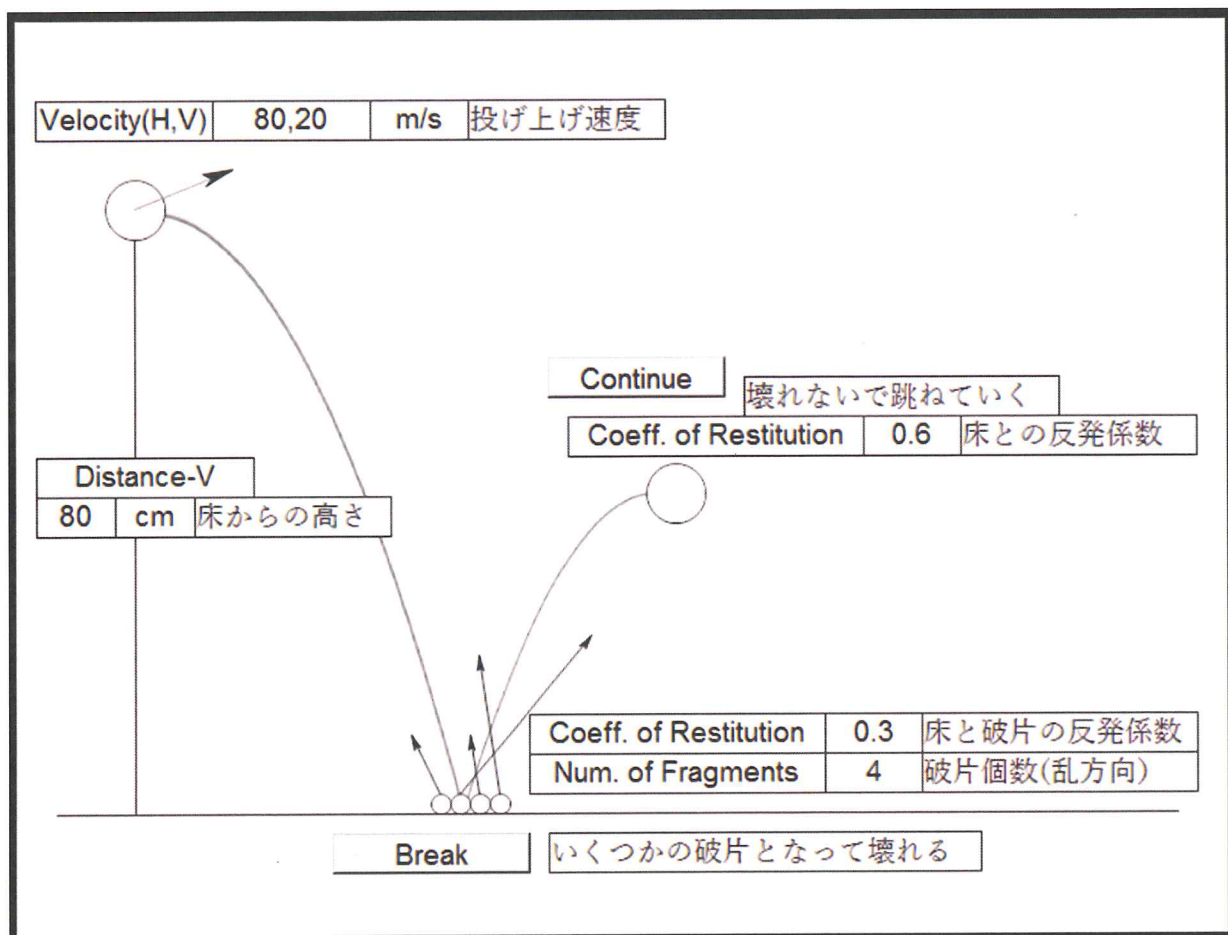 Velocity(H,V) 80,20 m/s 投げ上げ速度
Continue
壊れないで跳ねていく
Coeff. of Restitution 0.6 床との反発係数
Distance-V
80 cm 床からの高さ
Coeff. of Restitution 0.3 床と破片の反発係数
Num. of Fragments 4 破片個数(乱方向)
Break いくつかの破片となって壊れる